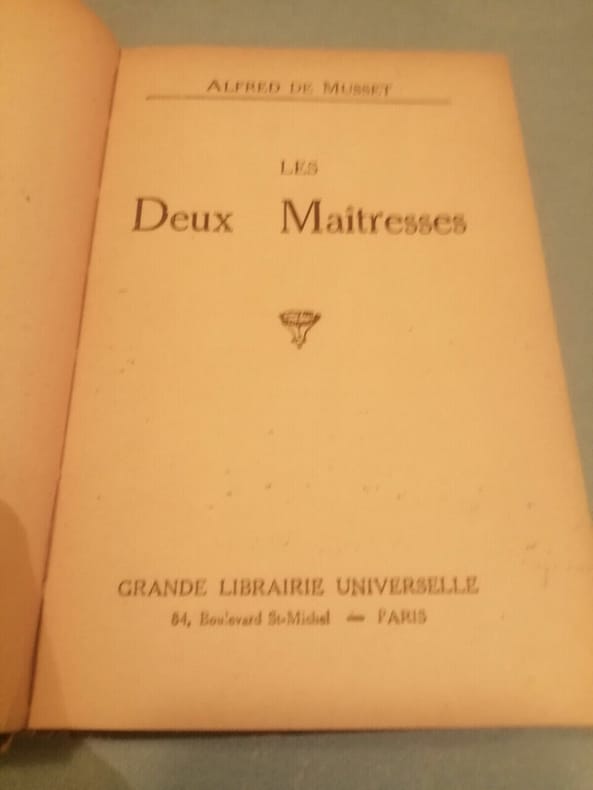 ALFRED DE MUSSET
LES
Deux Maîtresses
GRANDE LIBRAIRIE UNIVERSELLE
84, Boulevard St-Michel — PARIS